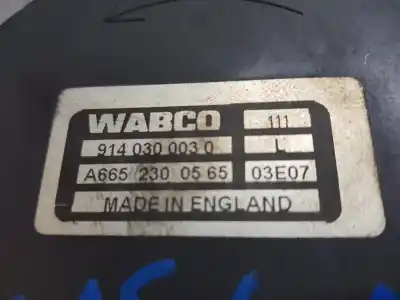 WABCO 111
914 030 003 0 L
A665 230 05 65 03E07
MADE IN ENGLAND